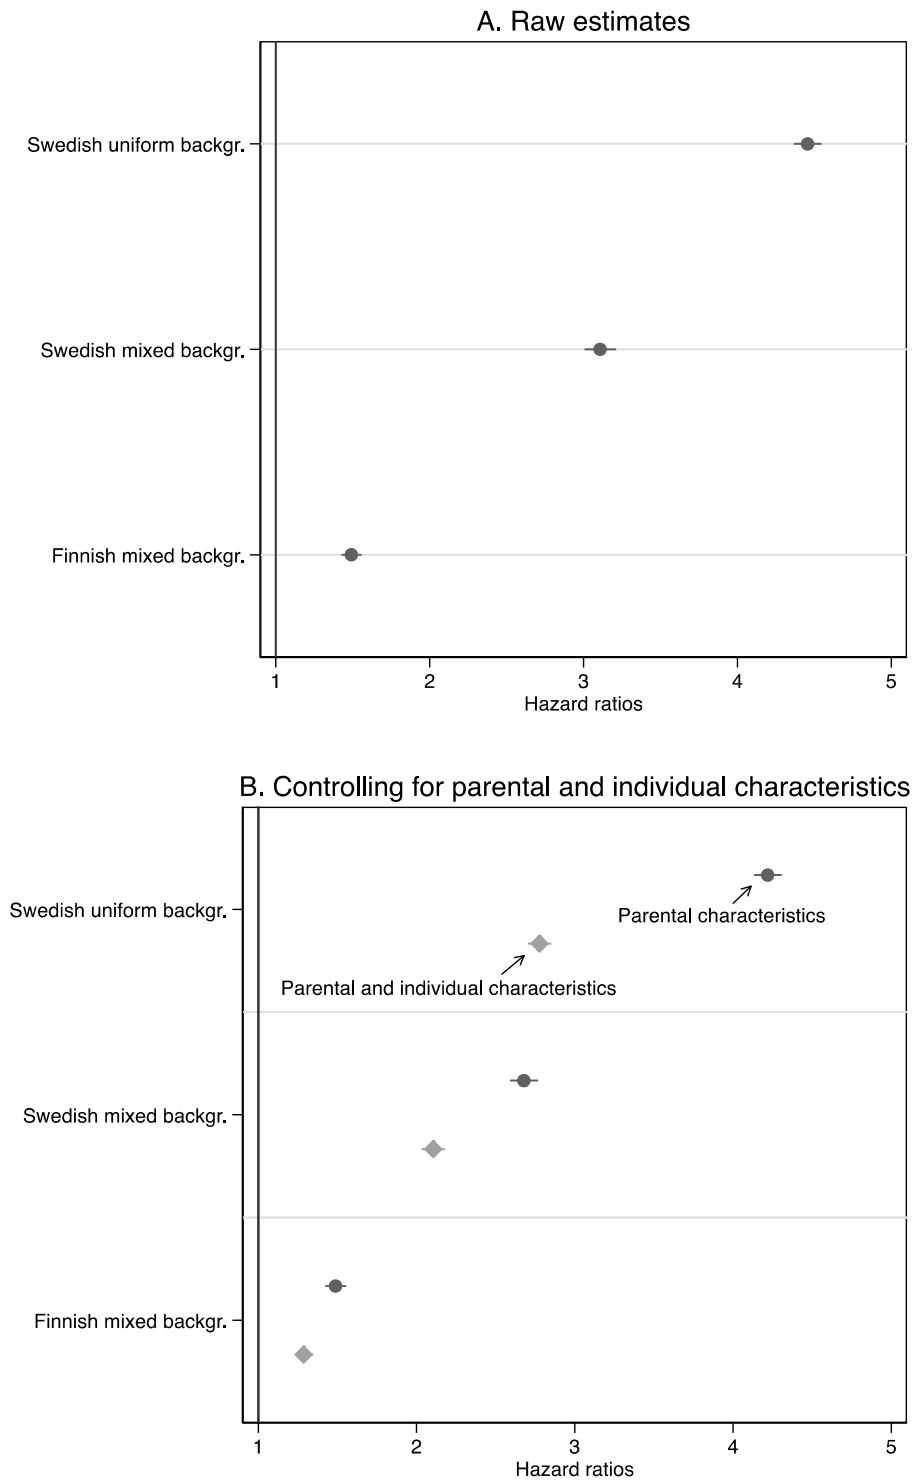 A. Raw estimates
Swedish uniform backgr.
Swedish mixed backgr.
Finnish mixed backgr.
1 2 3 4 5
Hazard ratios
B. Controlling for parental and individual characteristics
Swedish uniform backgr.
Parental characteristics
Parental and individual characteristics
Swedish mixed backgr.
Finnish mixed backgr.
1 2 3 4 5
Hazard ratios